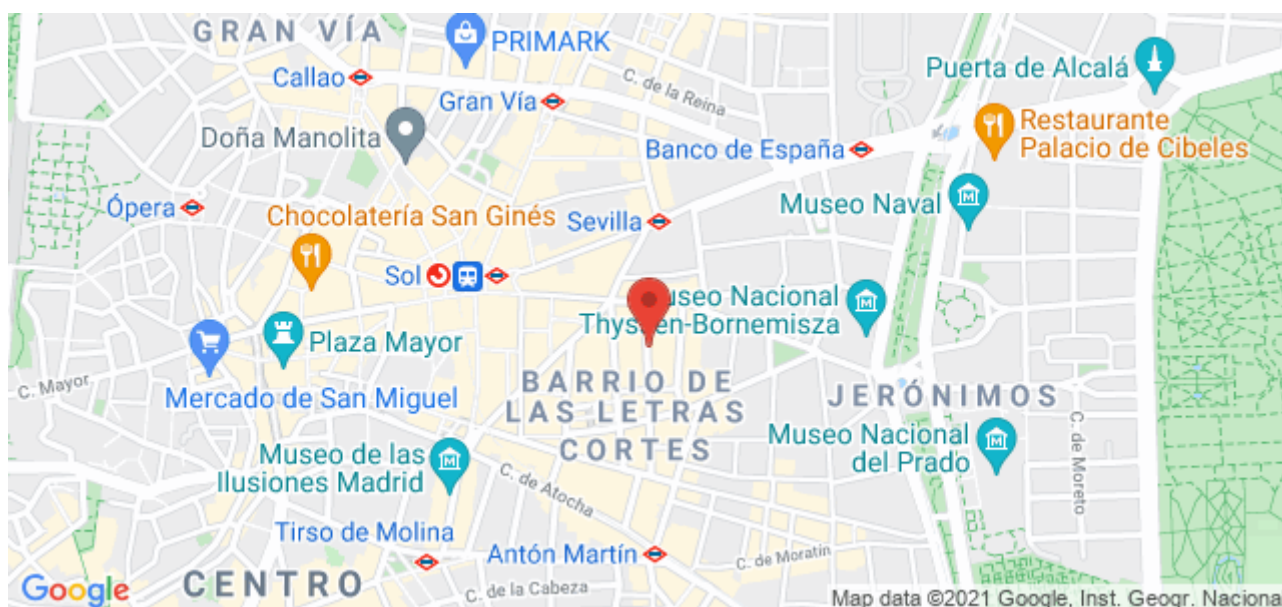 GRAN VÍA
PRIMARK
Callao
C. de la Reina
Puerta de Alcalá
Gran Vía
Doña Manolita
Restaurante
Palacio de Cibeles
Banco de España
Ópera
Museo Naval
Chocolatería San Ginés
Sevilla
Sol
Museo Nacional
Thyssen-Bornemisza
Plaza Mayor
C. Mayor
Mercado de San Miguel
BARRIO DE
LAS LETRAS
CORTES
JERÓNIMOS
Museo Nacional
del Prado
C. de Moreto
Museo de las
Ilusiones Madrid
C. de Atocha
Tirso de Molina
Antón Martín
C. de Moratín
Google
CENTRO
C. de la Cabeza
Map data ©2021 Google, Inst. Geogr. Naciona